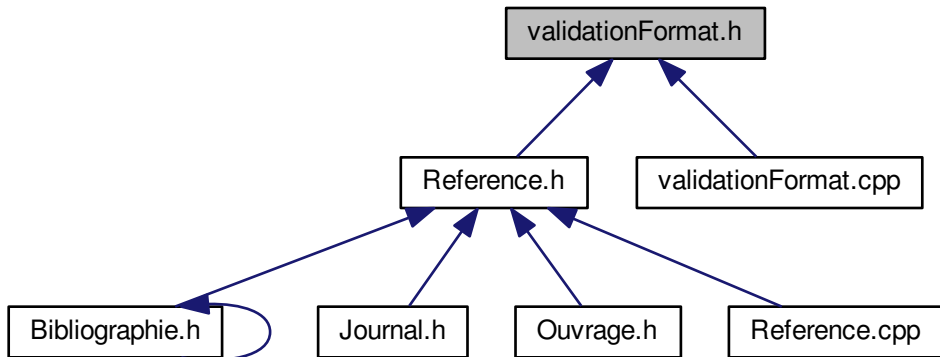 validationFormat.h
Reference.h
validationFormat.cpp
Bibliographie.h
Journal.h
Ouvrage.h
Reference.cpp